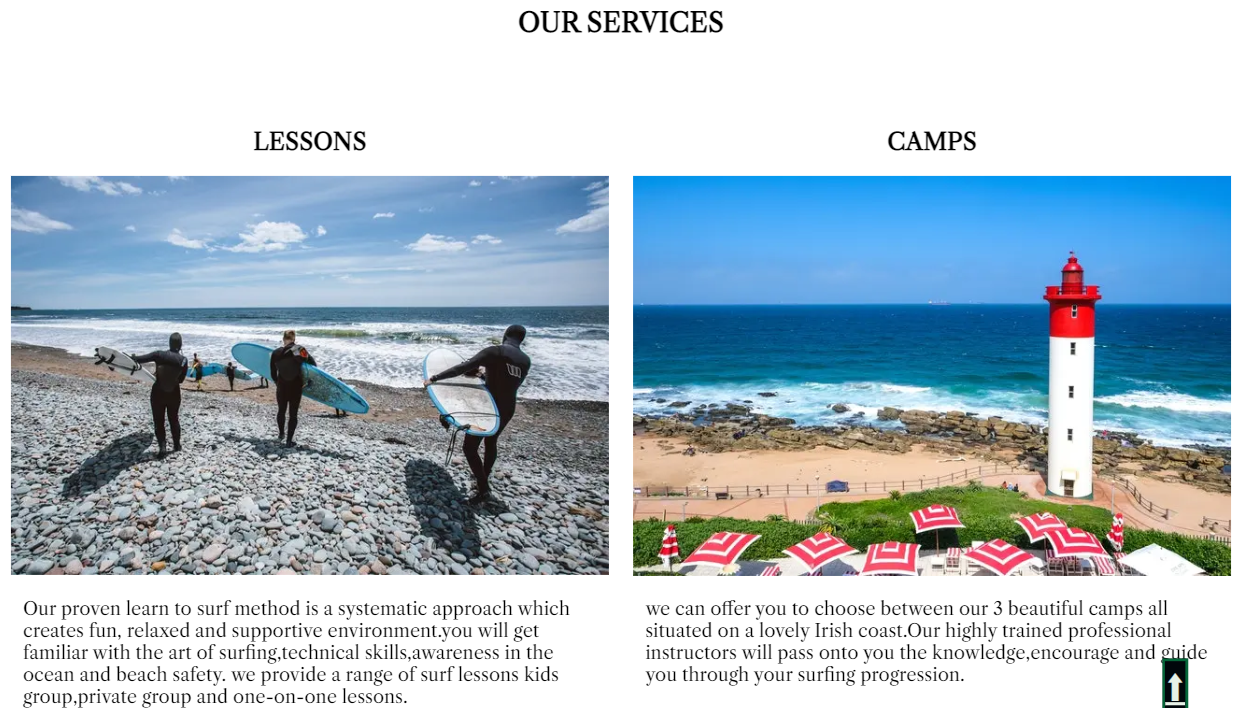 OUR SERVICES
LESSONS
CAMPS
Our proven learn to surf method is a systematic approach which
creates fun, relaxed and supportive environment.you will get
familiar with the art of surfing,technical skills,awareness in the
ocean and beach safety. we provide a range of surf lessons kids
group,private group and one-on-one lessons.
we can offer you to choose between our 3 beautiful camps all
situated on a lovely Irish coast.Our highly trained professional
instructors will pass onto you the knowledge,encourage and guide
you through your surfing progression.